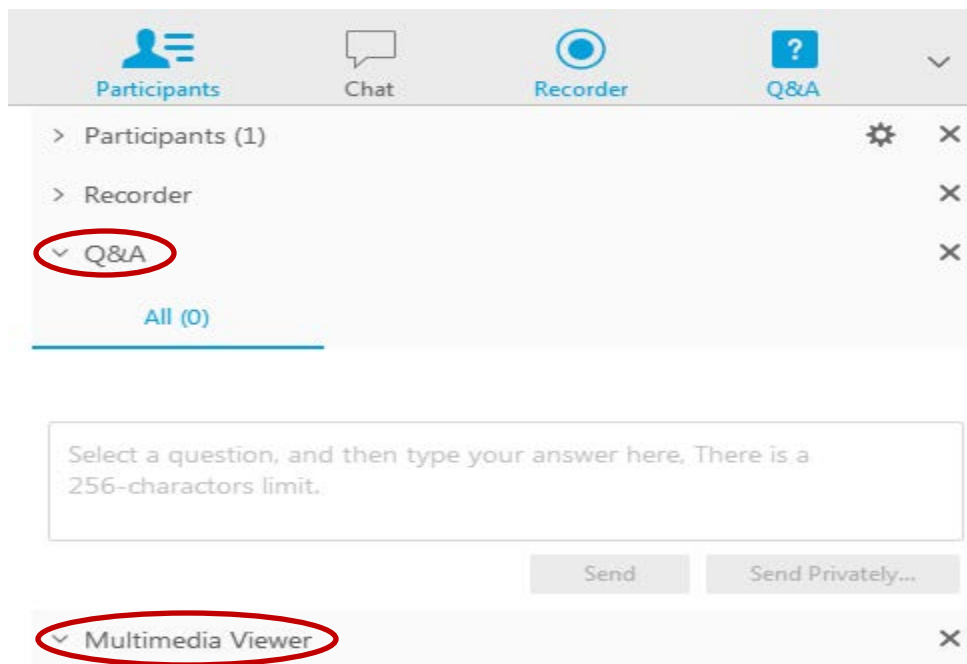 Participants Chat Recorder Q&A
Participants (1)
Recorder
Q&A
All (0)
Select a question, and then type your answer here, There is a
256-charactors limit.
Send Send Privately...
Multimedia Viewer